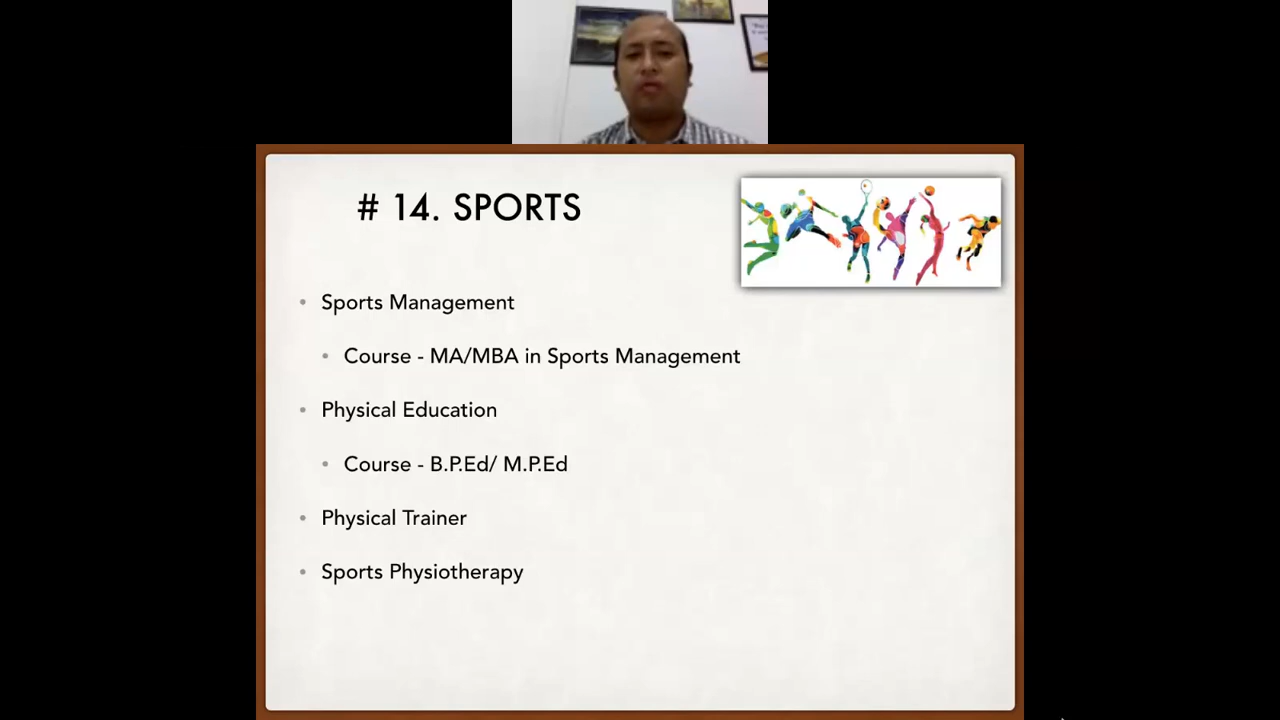 # 14. SPORTS
• Sports Management
• Course - MA/MBA in Sports Management
• Physical Education
• Course - B.P.Ed/ M.P.Ed
• Physical Trainer
• Sports Physiotherapy